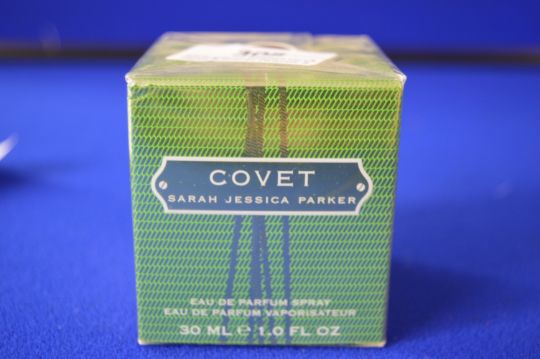 COVET
SARAH JESSICA PARKER
EAU DE PARFUM SPRAY
EAU DE PARFUM VAPORISATEUR
30 ML ℮ 1.0 FL OZ